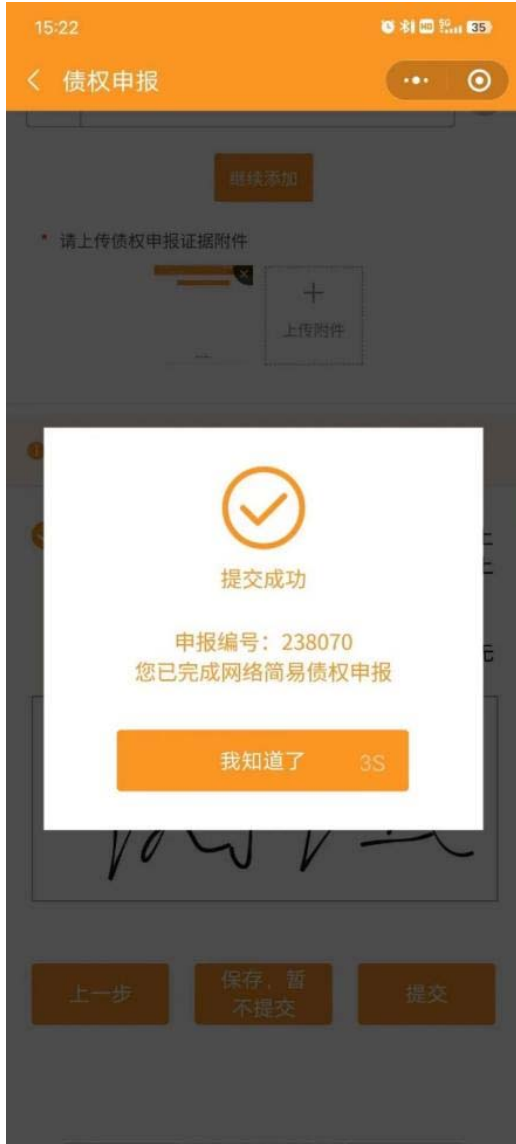 15:22
HD 5G 35
债权申报
继续添加
* 请上传债权申报证据附件
上传附件
提交成功
申报编号：238070
您已完成网络简易债权申报
我知道了 3S
上一步
保存，暂
不提交
提交